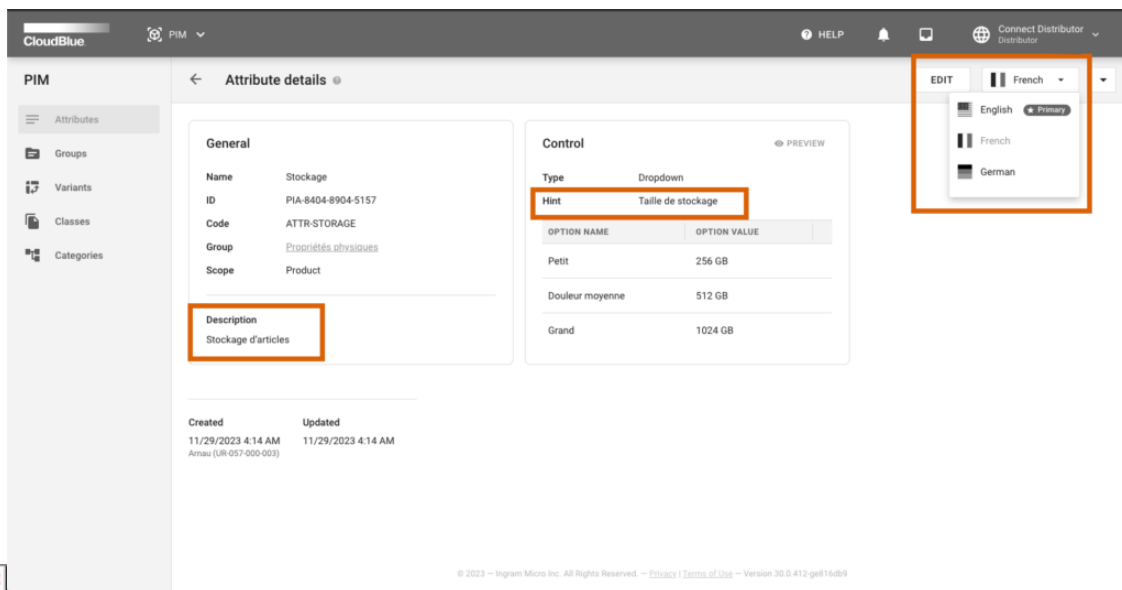 CloudBlue
PIM
HELP
Connect Distributor
Distributor
PIM
Attribute details
EDIT
French
English
Primary
French
German
Attributes
Groups
Variants
Classes
Categories
General
Name Stockage
ID PIA-8404-8904-5157
Code ATTR-STORAGE
Group Propriétés physiques
Scope Product
Description
Stockage d'articles
Control
PREVIEW
Type Dropdown
Hint Taille de stockage
OPTION NAME OPTION VALUE
Petit 256 GB
Douleur moyenne 512 GB
Grand 1024 GB
Created Updated
11/29/2023 4:14 AM 11/29/2023 4:14 AM
Arnau (UR-057-000-003)
© 2023 — Ingram Micro Inc. All Rights Reserved. — Privacy | Terms of Use — Version 30.0.412-ge816db9